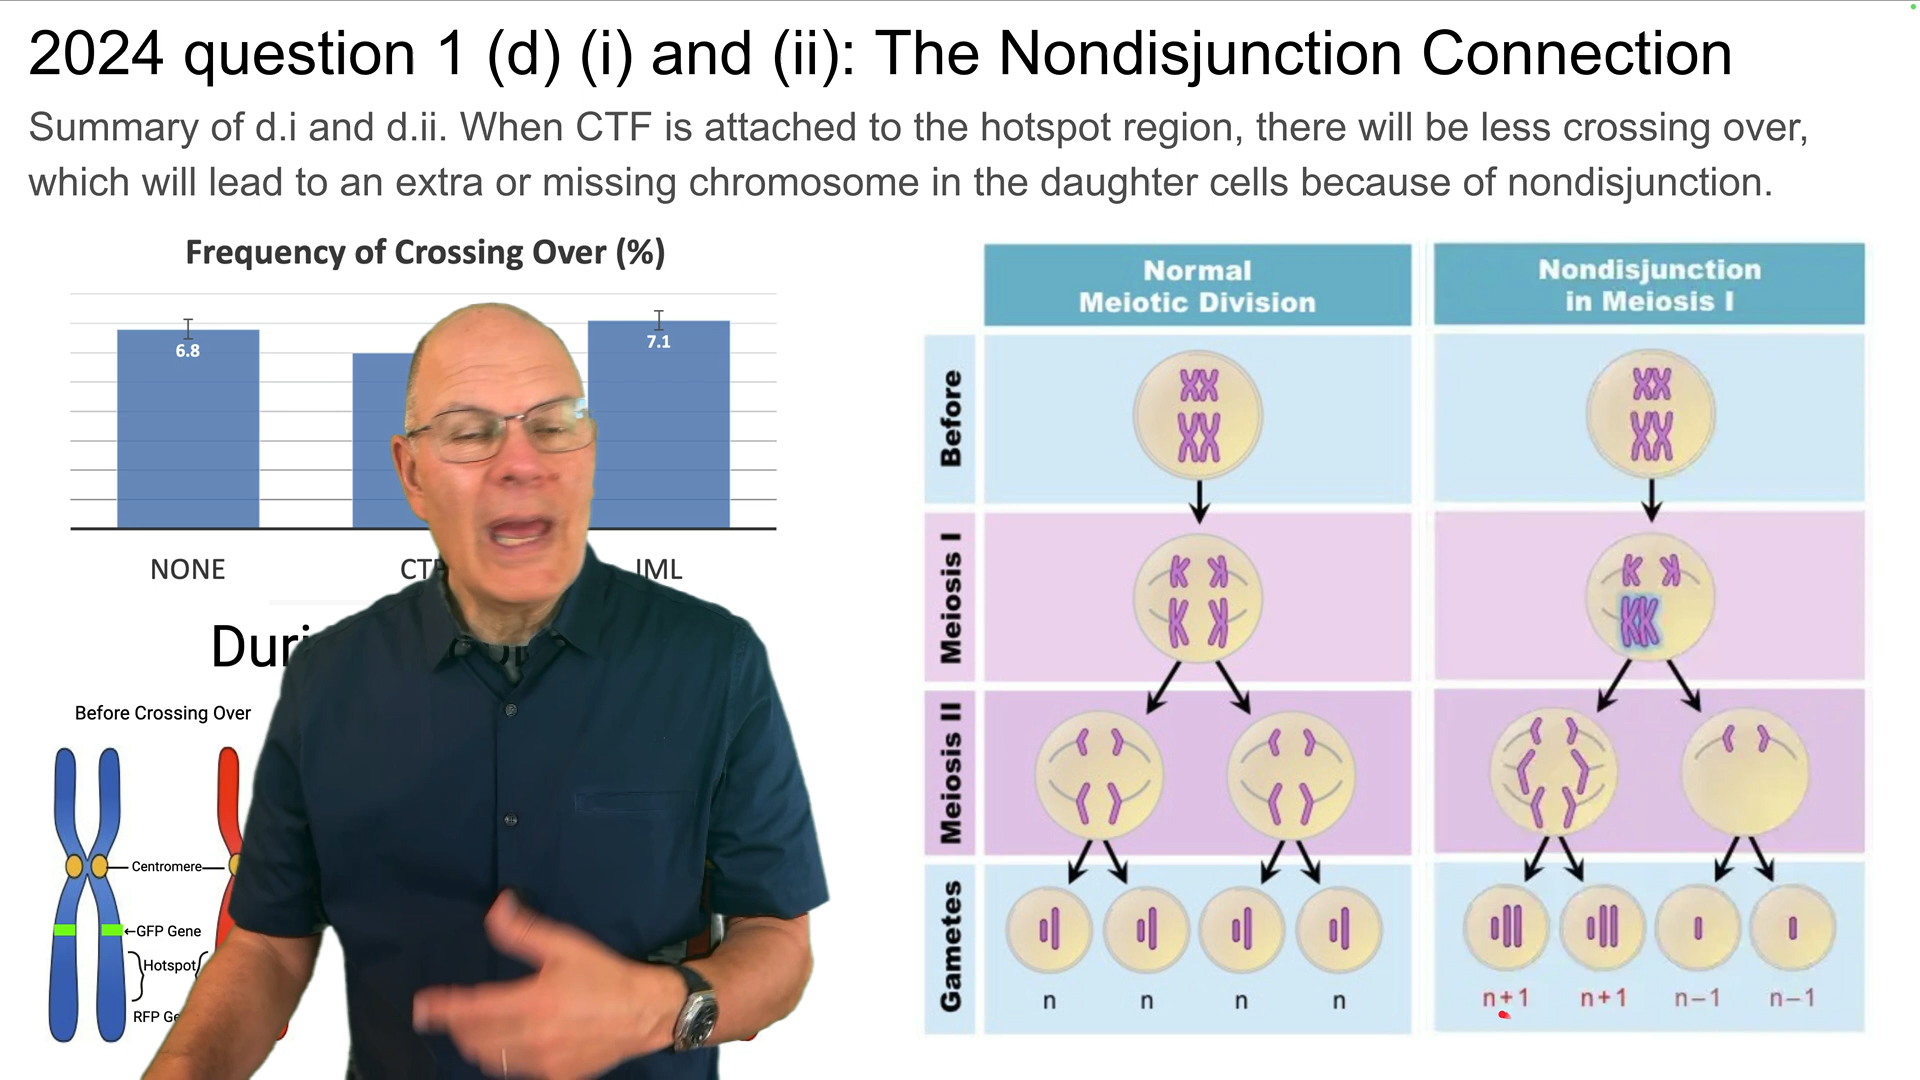 2024 question 1 (d) (i) and (ii): The Nondisjunction Connection
Summary of d.i and d.ii. When CTF is attached to the hotspot region, there will be less crossing over,
which will lead to an extra or missing chromosome in the daughter cells because of nondisjunction.
Frequency of Crossing Over (%)
6.8
7.1
NONE
IML
Before Crossing Over
Centromere
←GFP Gene
Hotspot
RFP
Normal
Meiotic Division
Nondisjunction
in Meiosis I
Before
Meiosis I
Meiosis II
Gametes
n
n
n
n
n+1
n+1
n−1
n−1